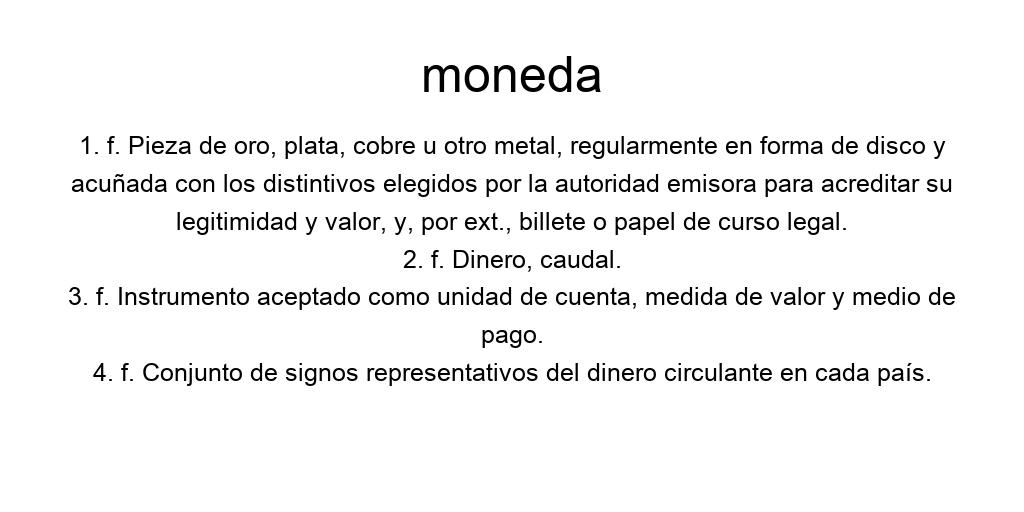 moneda
1. f. Pieza de oro, plata, cobre u otro metal, regularmente en forma de disco y
acuñada con los distintivos elegidos por la autoridad emisora para acreditar su
legitimidad y valor, y, por ext., billete o papel de curso legal.
2. f. Dinero, caudal.
3. f. Instrumento aceptado como unidad de cuenta, medida de valor y medio de
pago.
4. f. Conjunto de signos representativos del dinero circulante en cada país.